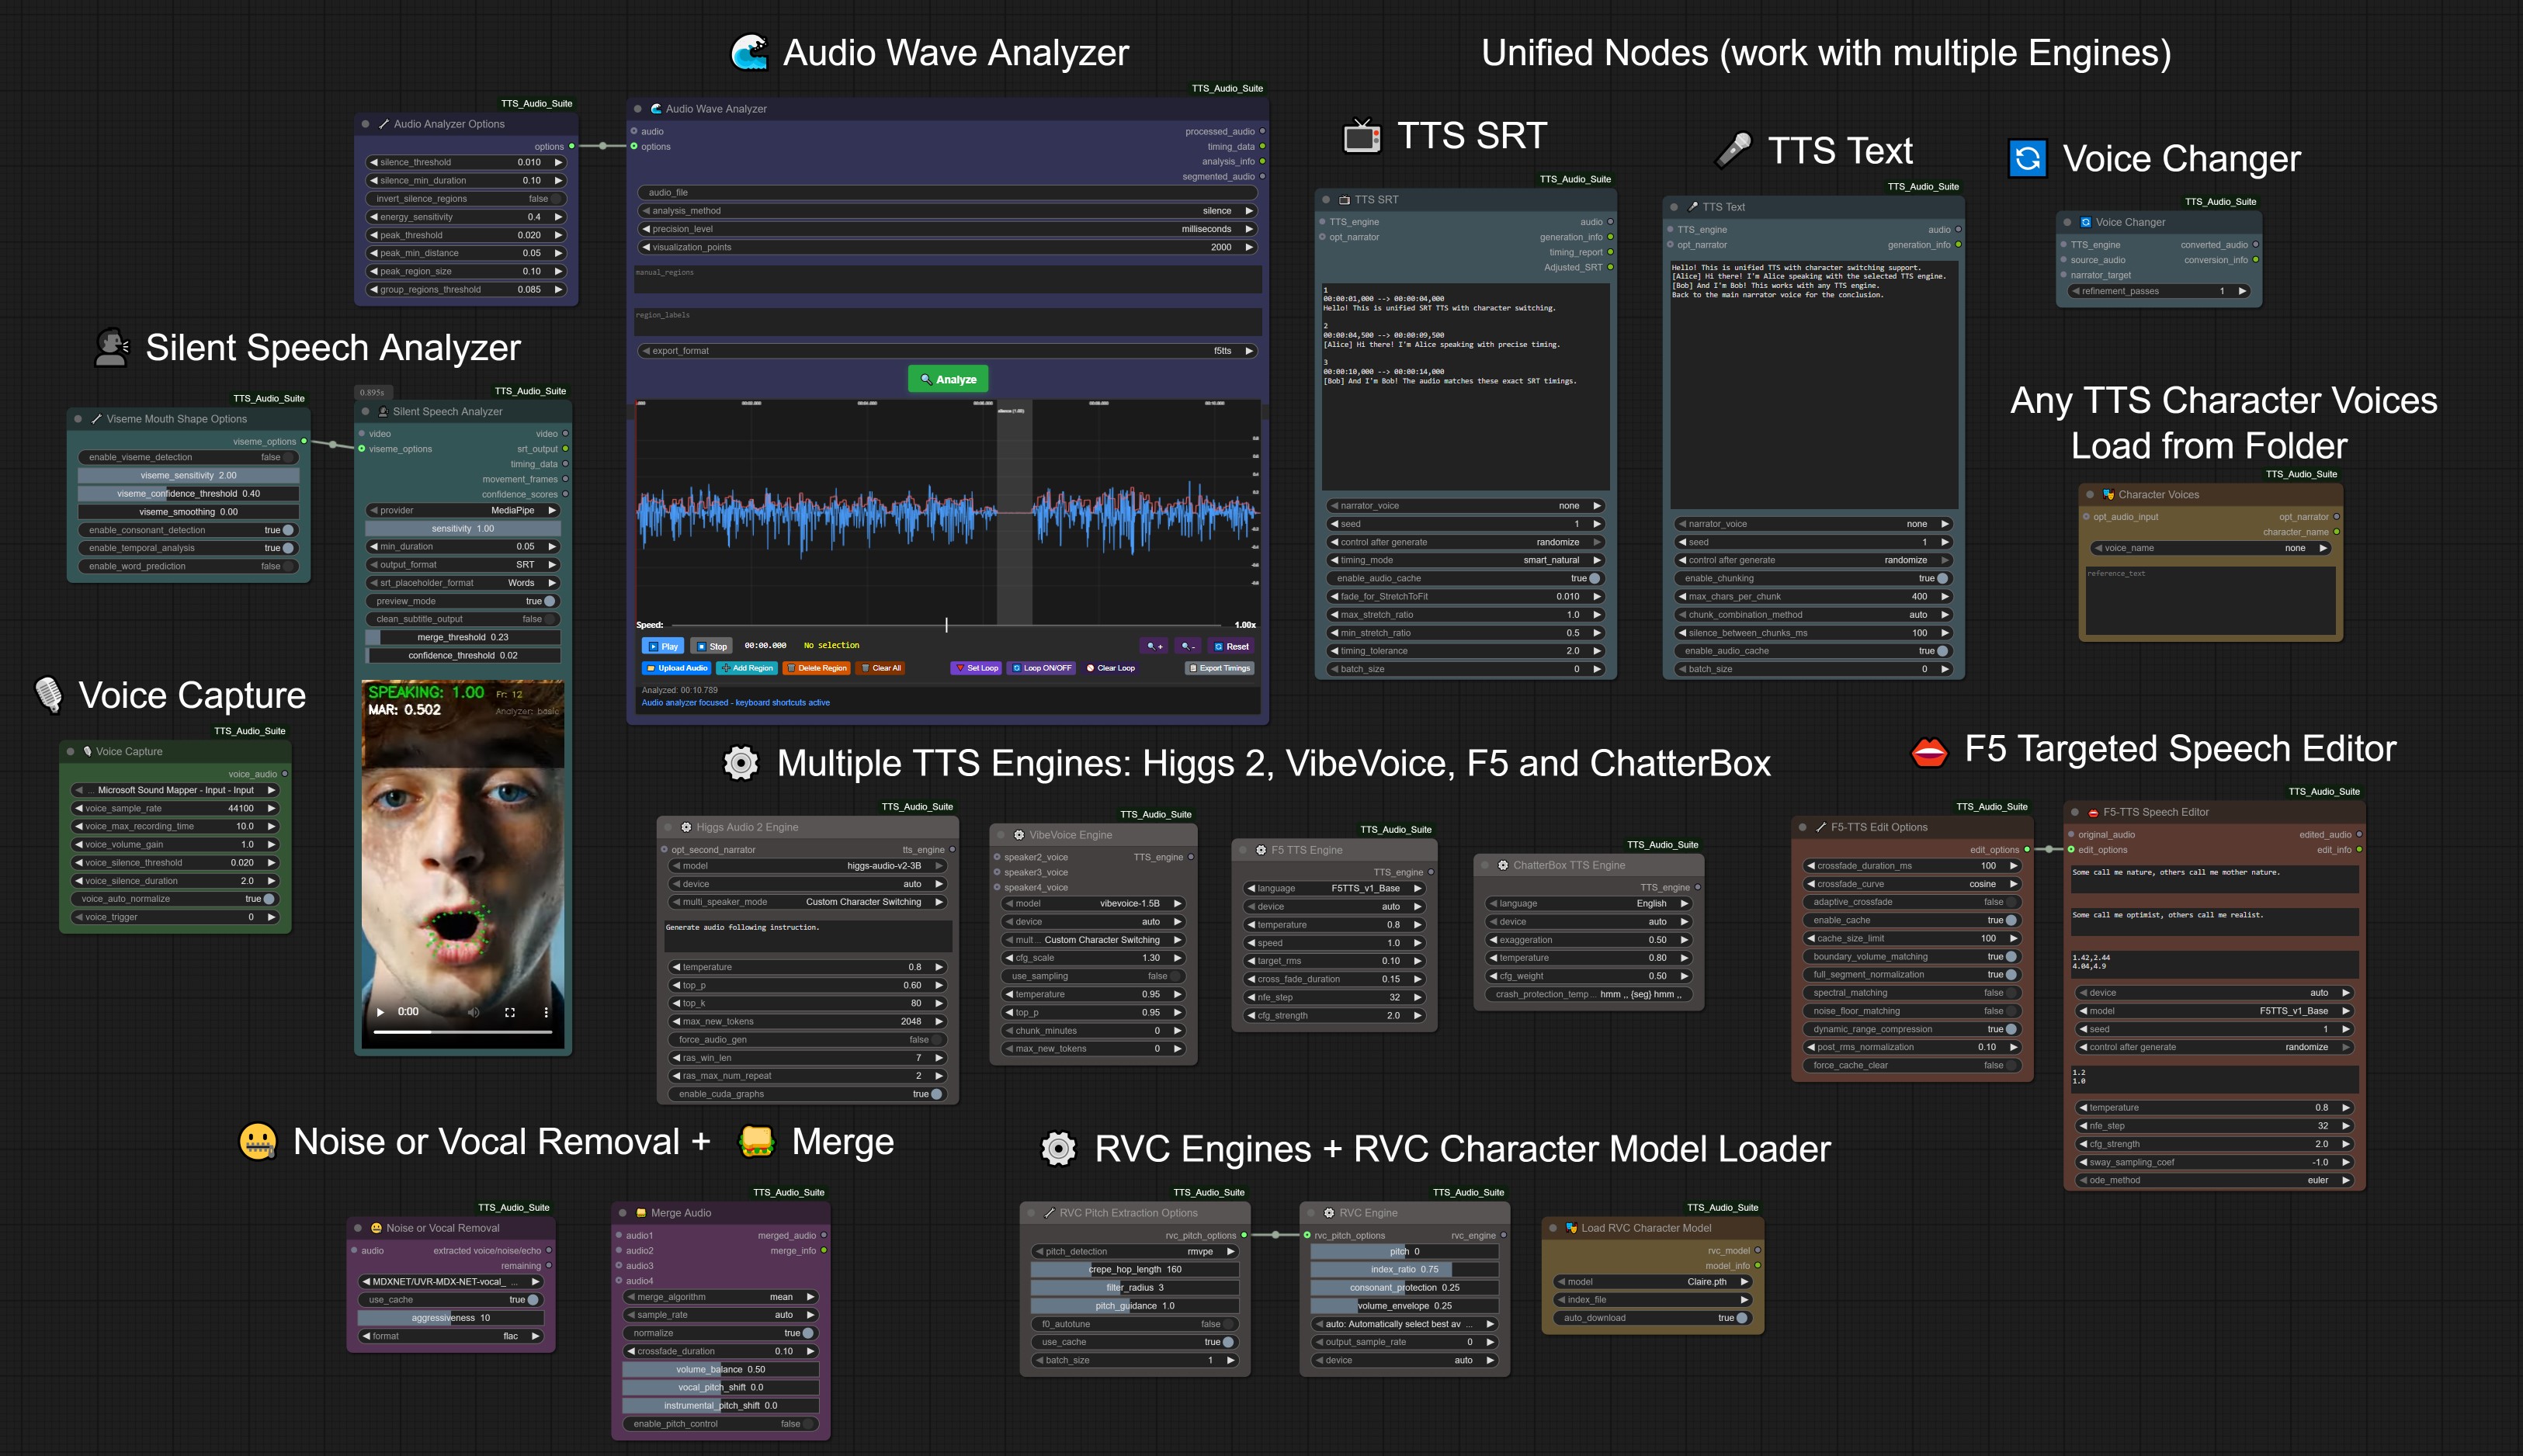 Audio Wave Analyzer
Unified Nodes (work with multiple Engines)
TTS_Audio_Suite
Audio Analyzer Options
options
silence_threshold 0.010
silence_min_duration 0.10
invert_silence_regions false
energy_sensitivity 0.4
peak_threshold 0.020
peak_min_distance 0.05
peak_region_size 0.10
group_regions_threshold 0.085
TTS_Audio_Suite
Audio Wave Analyzer
audio processed_audio
options timing_data
analysis_info
segmented_audio
audio_file
analysis_method silence
precision_level milliseconds
visualization_points 2000
manual_regions
region_labels
export_format f5tts
Analyze
silence (1.00)
Speed: 1.00x
Play Stop 00:00.000 No selection + - Reset
Upload Audio Add Region Delete Region Clear All Set Loop Loop ON/OFF Clear Loop Export Timings
Analyzed: 00:10.789
Audio analyzer focused - keyboard shortcuts active
TTS SRT
TTS_Audio_Suite
TTS SRT
TTS_engine audio
opt_narrator generation_info
timing_report
Adjusted_SRT
1
00:00:01,000 --> 00:00:04,000
Hello! This is unified SRT TTS with character switching.
2
00:00:04,500 --> 00:00:09,500
[Alice] Hi there! I'm Alice speaking with precise timing.
3
00:00:10,000 --> 00:00:14,000
[Bob] And I'm Bob! The audio matches these exact SRT timings.
narrator_voice none
seed 1
control after generate randomize
timing_mode smart_natural
enable_audio_cache true
fade_for_StretchToFit 0.010
max_stretch_ratio 1.0
min_stretch_ratio 0.5
timing_tolerance 2.0
batch_size 0
TTS Text
TTS_Audio_Suite
TTS Text
TTS_engine audio
opt_narrator generation_info
Hello! This is unified TTS with character switching support.
[Alice] Hi there! I'm Alice speaking with the selected TTS engine.
[Bob] And I'm Bob! This works with any TTS engine.
Back to the main narrator voice for the conclusion.
narrator_voice none
seed 1
control after generate randomize
enable_chunking true
max_chars_per_chunk 400
chunk_combination_method auto
silence_between_chunks_ms 100
enable_audio_cache true
batch_size 0
Voice Changer
TTS_Audio_Suite
Voice Changer
TTS_engine converted_audio
source_audio conversion_info
narrator_target
refinement_passes 1
Any TTS Character Voices
Load from Folder
TTS_Audio_Suite
Character Voices
opt_audio_input opt_narrator
character_name
voice_name none
reference_text
Silent Speech Analyzer
TTS_Audio_Suite
Viseme Mouth Shape Options
viseme_options
enable_viseme_detection false
viseme_sensitivity 2.00
viseme_confidence_threshold 0.40
viseme_smoothing 0.00
enable_consonant_detection true
enable_temporal_analysis true
enable_word_prediction false
0.895s
TTS_Audio_Suite
Silent Speech Analyzer
video video
viseme_options srt_output
timing_data
movement_frames
confidence_scores
provider MediaPipe
sensitivity 1.00
min_duration 0.05
output_format SRT
srt_placeholder_format Words
preview_mode true
clean_subtitle_output false
merge_threshold 0.23
confidence_threshold 0.02
SPEAKING: 1.00 Fr: 12
MAR: 0.502 Analyzer: basic
0:00
Voice Capture
TTS_Audio_Suite
Voice Capture
voice_audio
... Microsoft Sound Mapper - Input - Input
voice_sample_rate 44100
voice_max_recording_time 10.0
voice_volume_gain 1.0
voice_silence_threshold 0.020
voice_silence_duration 2.0
voice_auto_normalize true
voice_trigger 0
Multiple TTS Engines: Higgs 2, VibeVoice, F5 and ChatterBox
TTS_Audio_Suite
Higgs Audio 2 Engine
opt_second_narrator tts_engine
model higgs-audio-v2-3B
device auto
multi_speaker_mode Custom Character Switching
Generate audio following instruction.
temperature 0.8
top_p 0.60
top_k 80
max_new_tokens 2048
force_audio_gen false
ras_win_len 7
ras_max_num_repeat 2
enable_cuda_graphs true
TTS_Audio_Suite
VibeVoice Engine
speaker2_voice TTS_engine
speaker3_voice
speaker4_voice
model vibevoice-1.5B
device auto
mult ... Custom Character Switching
cfg_scale 1.30
use_sampling false
temperature 0.95
top_p 0.95
chunk_minutes 0
max_new_tokens 0
TTS_Audio_Suite
F5 TTS Engine
TTS_engine
language F5TTS_v1_Base
device auto
temperature 0.8
speed 1.0
target_rms 0.10
cross_fade_duration 0.15
nfe_step 32
cfg_strength 2.0
TTS_Audio_Suite
ChatterBox TTS Engine
TTS_engine
language English
device auto
exaggeration 0.50
temperature 0.80
cfg_weight 0.50
crash_protection_temp ... hmm ,, {seg} hmm ,,
F5 Targeted Speech Editor
TTS_Audio_Suite
F5-TTS Edit Options
edit_options
crossfade_duration_ms 100
crossfade_curve cosine
adaptive_crossfade false
enable_cache true
cache_size_limit 100
boundary_volume_matching true
full_segment_normalization true
spectral_matching false
noise_floor_matching false
dynamic_range_compression true
post_rms_normalization 0.10
force_cache_clear false
TTS_Audio_Suite
F5-TTS Speech Editor
original_audio edited_audio
edit_options edit_info
Some call me nature, others call me mother nature.
Some call me optimist, others call me realist.
1.42,2.44
4.04,4.9
device auto
model F5TTS_v1_Base
seed 1
control after generate randomize
1.2
1.0
temperature 0.8
nfe_step 32
cfg_strength 2.0
sway_sampling_coef -1.0
ode_method euler
Noise or Vocal Removal + Merge
TTS_Audio_Suite
Noise or Vocal Removal
audio extracted voice/noise/echo
remaining
MDXNET/UVR-MDX-NET-vocal_ ...
use_cache true
aggressiveness 10
format flac
TTS_Audio_Suite
Merge Audio
audio1 merged_audio
audio2 merge_info
audio3
audio4
merge_algorithm mean
sample_rate auto
normalize true
crossfade_duration 0.10
volume_balance 0.50
vocal_pitch_shift 0.0
instrumental_pitch_shift 0.0
enable_pitch_control false
RVC Engines + RVC Character Model Loader
TTS_Audio_Suite
RVC Pitch Extraction Options
rvc_pitch_options
pitch_detection rmvpe
crepe_hop_length 160
filter_radius 3
pitch_guidance 1.0
f0_autotune false
use_cache true
batch_size 1
TTS_Audio_Suite
RVC Engine
rvc_pitch_options rvc_engine
pitch 0
index_ratio 0.75
consonant_protection 0.25
volume_envelope 0.25
auto: Automatically select best av ...
output_sample_rate 0
device auto
TTS_Audio_Suite
Load RVC Character Model
rvc_model
model_info
model Claire.pth
index_file
auto_download true